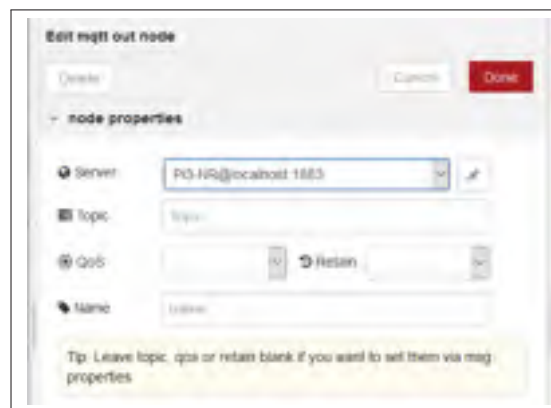 Edit mqtt out node
Delete Cancel Done
node properties
Server Pi3-NR@localhost:1883
Topic Topic
QoS Retain
Name Name
Tip: Leave topic, qos or retain blank if you want to set them via msg
properties.